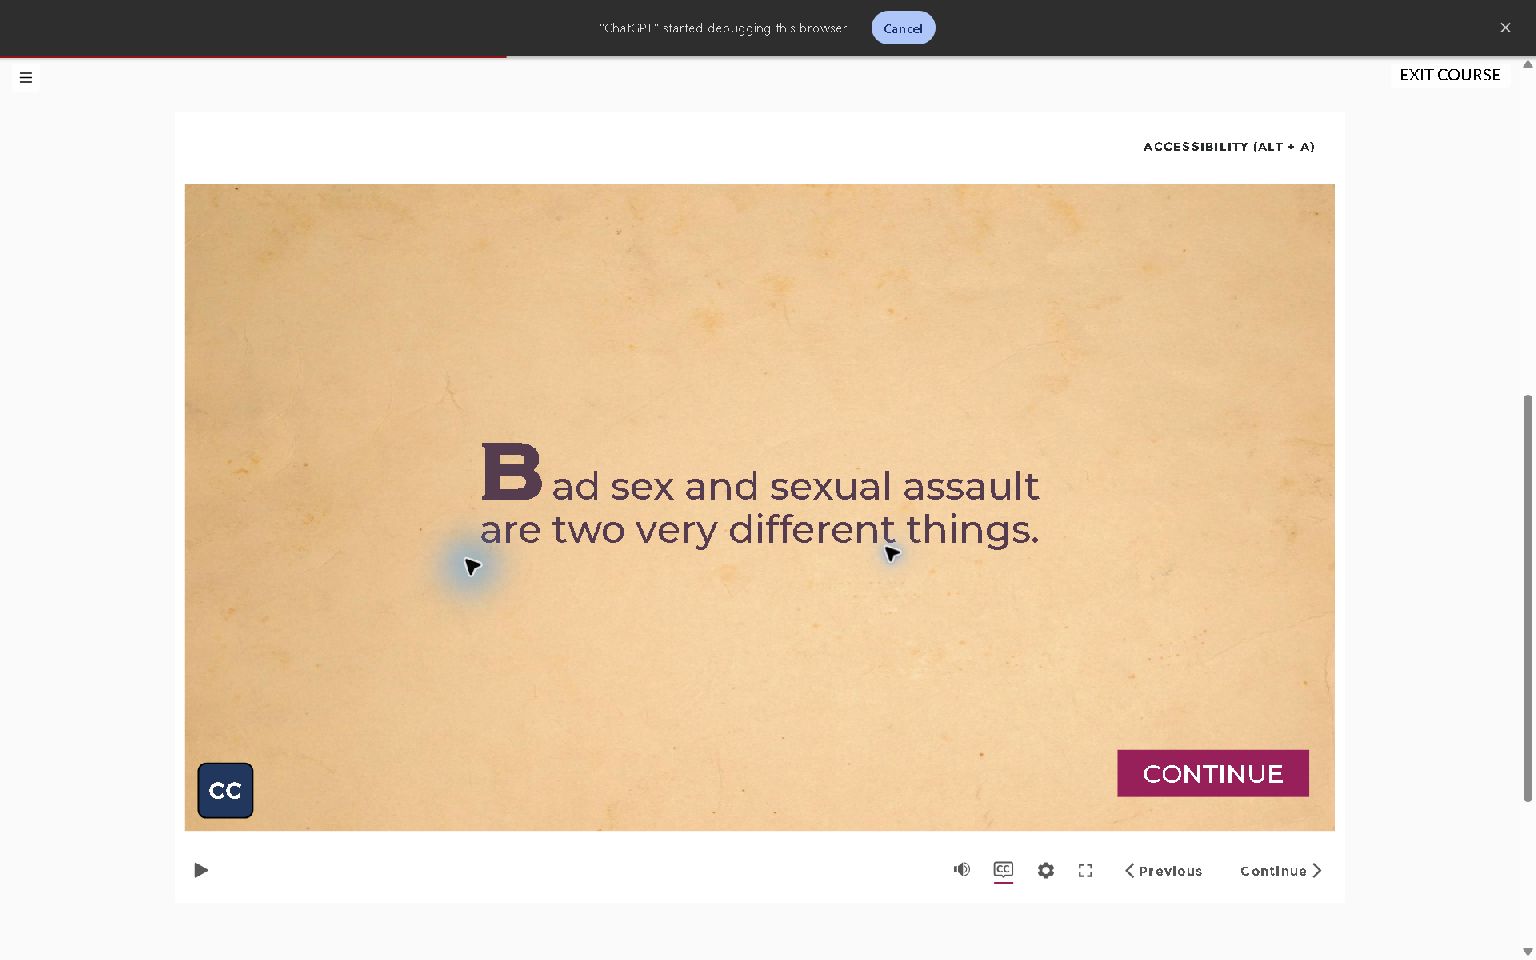 "ChatGPT" started debugging this browser
Cancel
EXIT COURSE
ACCESSIBILITY (ALT + A)
Bad sex and sexual assault
are two very different things.
CC
CONTINUE
CC
Previous
Continue